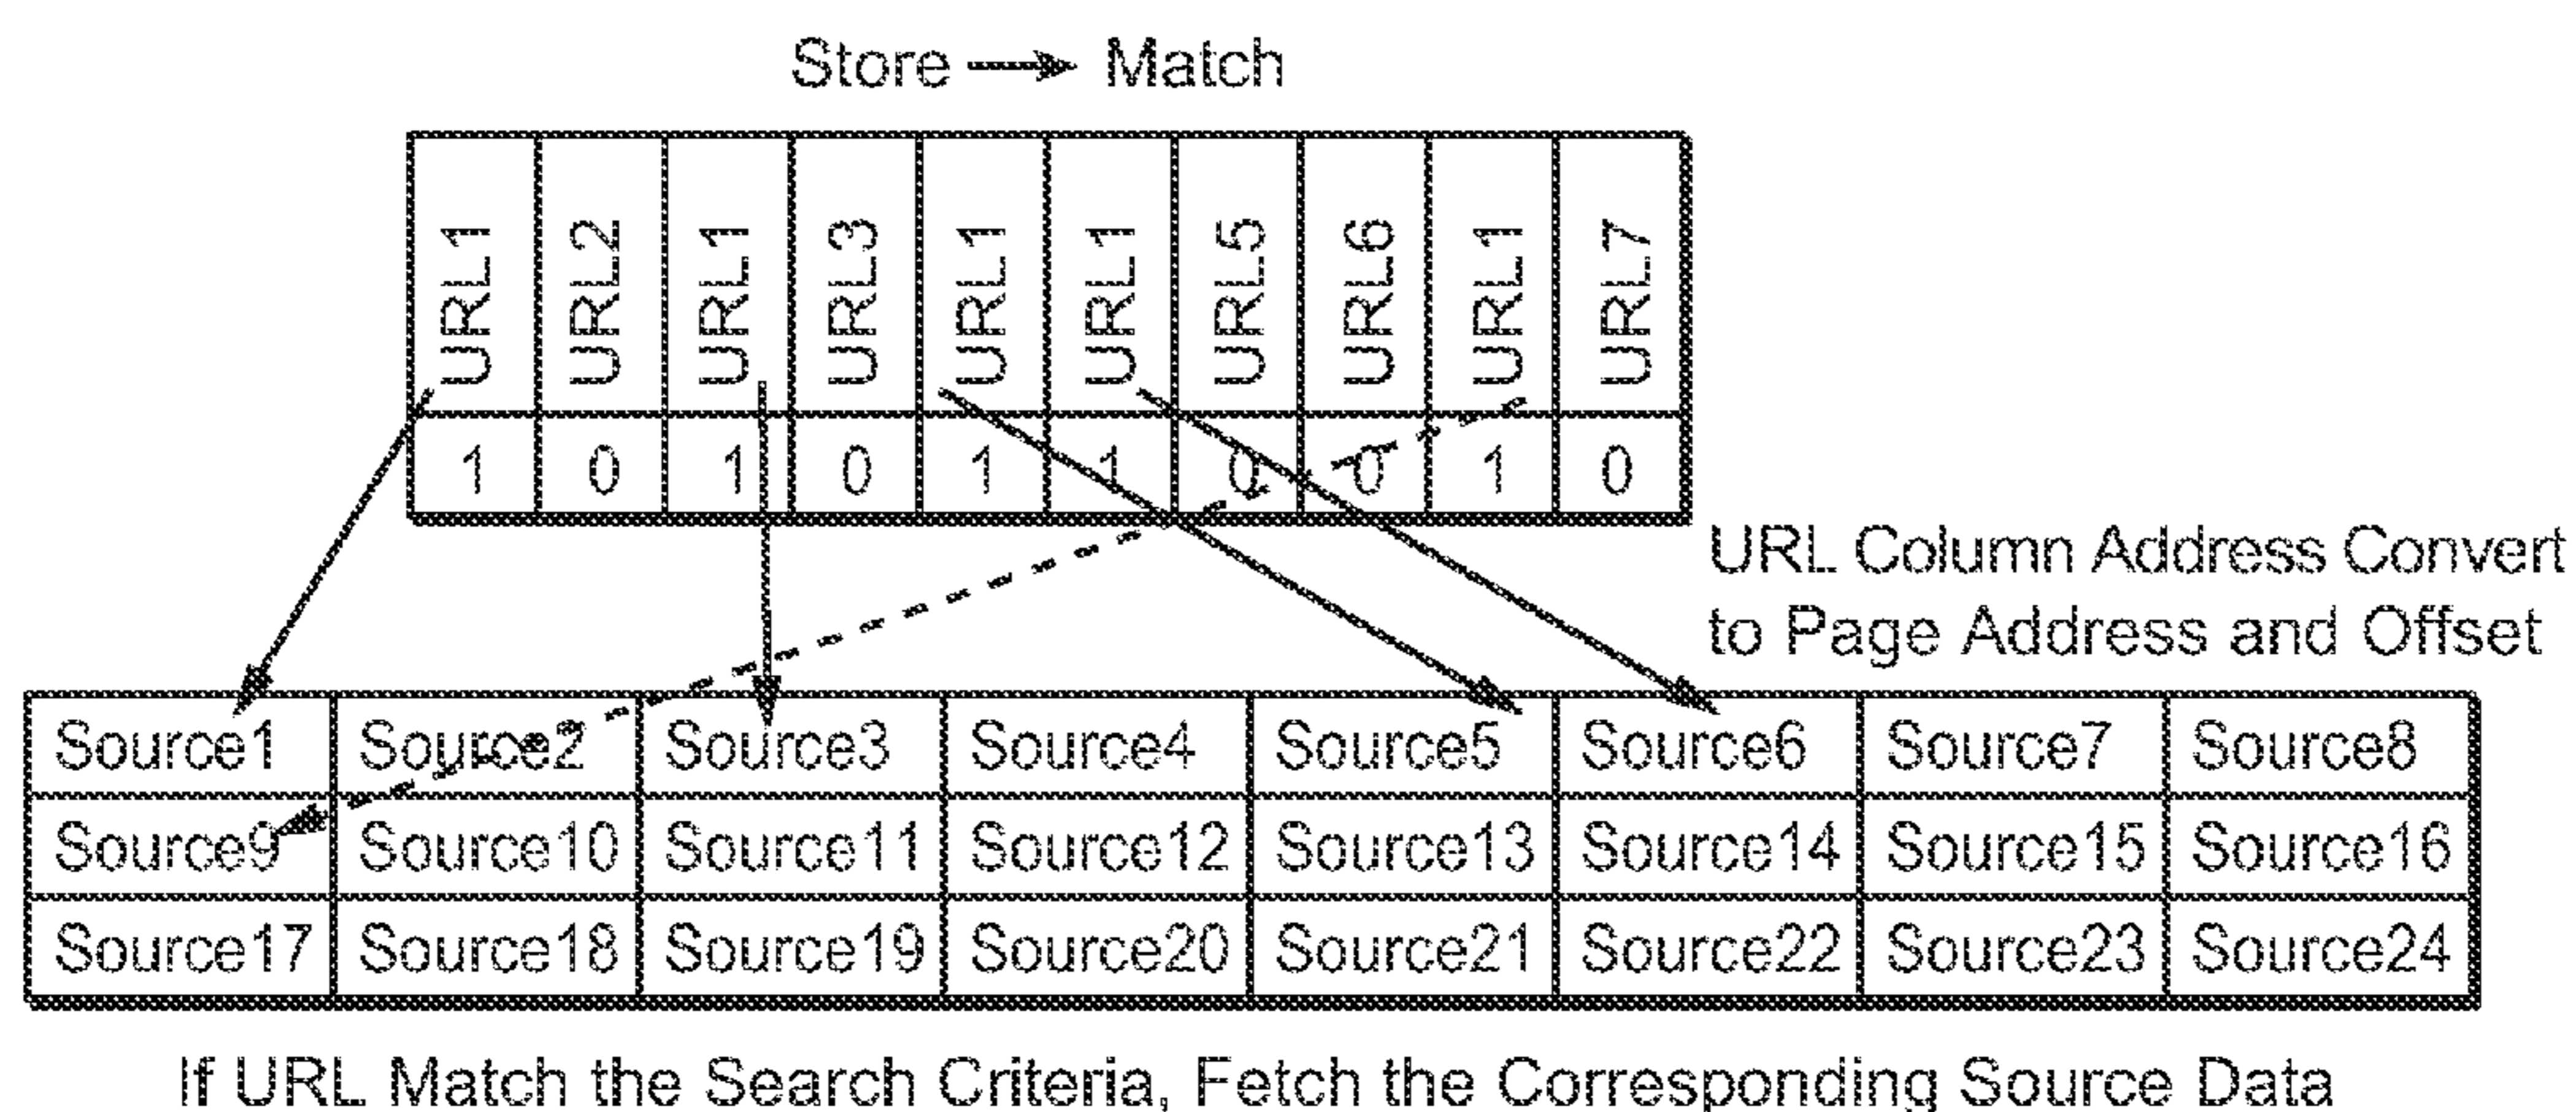 Store → Match
URL1 URL2 URL1 URL3 URL1 URL1 URL5 URL6 URL1 URL7
1 0 1 0 1 1 0 0 1 0
URL Column Address Convert
to Page Address and Offset
Source1 Source2 Source3 Source4 Source5 Source6 Source7 Source8
Source9 Source10 Source11 Source12 Source13 Source14 Source15 Source16
Source17 Source18 Source19 Source20 Source21 Source22 Source23 Source24
If URL Match the Search Criteria, Fetch the Corresponding Source Data